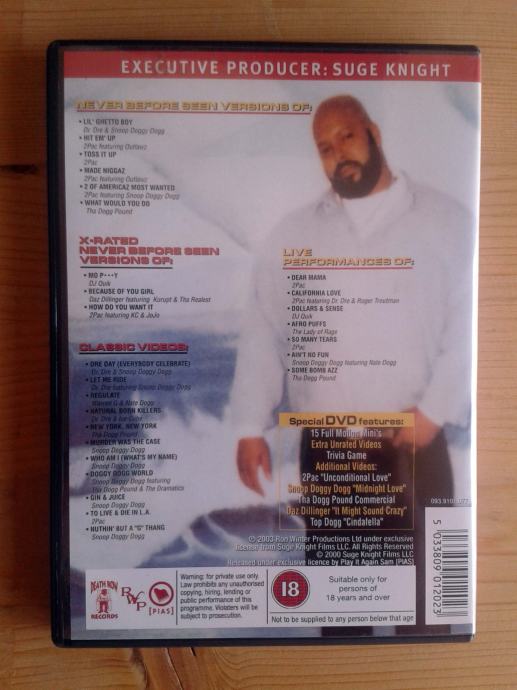 EXECUTIVE PRODUCER: SUGE KNIGHT
NEVER BEFORE SEEN VERSIONS OF:
• LIL' GHETTO BOY
Dr. Dre & Snoop Doggy Dogg
• HIT EM' UP
2Pac featuring Outlawz
• TOSS IT UP
2Pac
• MADE NIGGAZ
2Pac featuring Outlawz
• 2 OF AMERICAZ MOST WANTED
2Pac featuring Snoop Doggy Dogg
• WHAT WOULD YOU DO
Tha Dogg Pound
X-RATED
NEVER BEFORE SEEN
VERSIONS OF:
• MO P•••Y
DJ Quik
• BECAUSE OF YOU GIRL
Daz Dillinger featuring Kurupt & Tha Realest
• HOW DO YOU WANT IT
2Pac featuring KC & JoJo
CLASSIC VIDEOS:
• DRE DAY (EVERYBODY CELEBRATE)
Dr. Dre & Snoop Doggy Dogg
• LET ME RIDE
Dr. Dre featuring Snoop Doggy Dogg
• REGULATE
Warren G & Nate Dogg
• NATURAL BORN KILLERS
Dr. Dre & Ice Cube
• NEW YORK, NEW YORK
Tha Dogg Pound
• MURDER WAS THE CASE
Snoop Doggy Dogg
• WHO AM I (WHAT'S MY NAME)
Snoop Doggy Dogg
• DOGGY DOGG WORLD
Snoop Doggy Dogg featuring
Tha Dogg Pound & The Dramatics
• GIN & JUICE
Snoop Doggy Dogg
• TO LIVE & DIE IN L.A.
2Pac
• NUTHIN' BUT A "G" THANG
Snoop Doggy Dogg
LIVE
PERFORMANCES OF:
• DEAR MAMA
2Pac
• CALIFORNIA LOVE
2Pac featuring Dr. Dre & Roger Troutman
• DOLLARS & SENSE
DJ Quik
• AFRO PUFFS
The Lady of Rage
• SO MANY TEARS
2Pac
• AIN'T NO FUN
Snoop Doggy Dogg featuring Nate Dogg
• SOME BOMB AZZ
Tha Dogg Pound
Special DVD features:
15 Full Motion Mini's
Extra Unrated Videos
Trivia Game
Additional Videos:
2Pac "Unconditional Love"
Snoop Doggy Dogg "Midnight Love"
Tha Dogg Pound Commercial
Daz Dillinger "It Might Sound Crazy"
Top Dogg "Cindafella"
© 2003 Ron Winter Productions Ltd under exclusive
license from Suge Knight Films LLC. All Rights Reserved
© 2000 Suge Knight Films LLC
Released under exclusive licence by Play It Again Sam [PIAS]
5 033809 012023
DEATH ROW
RECORDS
[PIAS]
Warning: for private use only.
Law prohibits any unauthorised
copying, hiring, lending or
public performance of this
programme. Violaters will be
subject to prosecution.
18
Suitable only for
persons of
18 years and over
Not to be supplied to any person below that age